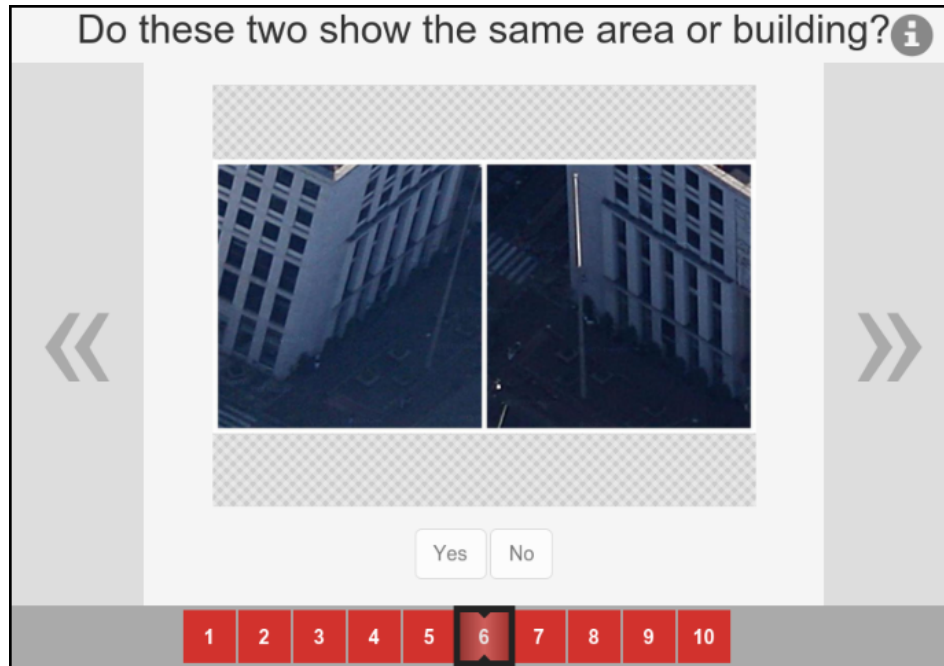 Do these two show the same area or building?
i
«
»
Yes No
1 2 3 4 5 6 7 8 9 10